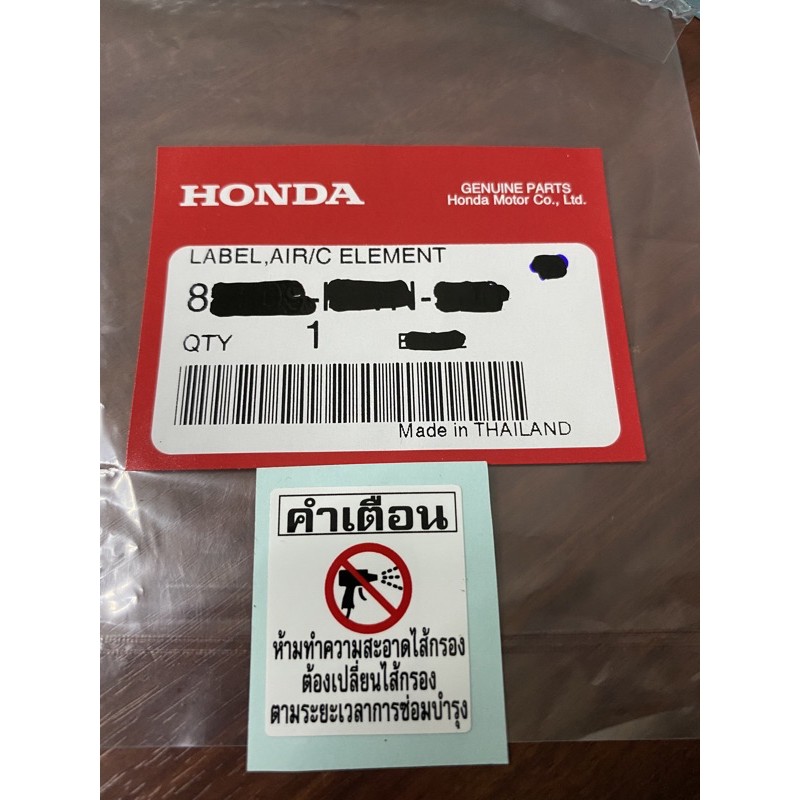 HONDA
GENUINE PARTS
Honda Motor Co., Ltd.
LABEL,AIR/C ELEMENT
8
QTY 1
Made in THAILAND
คำเตือน
ห้ามทำความสะอาดไส้กรอง
ต้องเปลี่ยนไส้กรอง
ตามระยะเวลาการซ่อมบำรุง